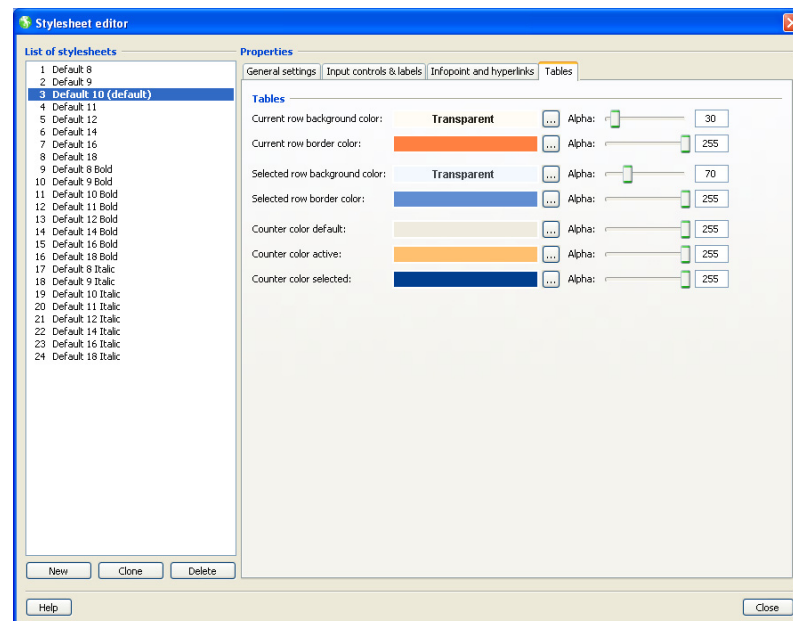 Stylesheet editor
List of stylesheets
1 Default 8
2 Default 9
3 Default 10 (default)
4 Default 11
5 Default 12
6 Default 14
7 Default 16
8 Default 18
9 Default 8 Bold
10 Default 9 Bold
11 Default 10 Bold
12 Default 11 Bold
13 Default 12 Bold
14 Default 14 Bold
15 Default 16 Bold
16 Default 18 Bold
17 Default 8 Italic
18 Default 9 Italic
19 Default 10 Italic
20 Default 11 Italic
21 Default 12 Italic
22 Default 14 Italic
23 Default 16 Italic
24 Default 18 Italic
New Clone Delete
Properties
General settings Input controls & labels Infopoint and hyperlinks Tables
Tables
Current row background color: Transparent ... Alpha: 30
Current row border color: ... Alpha: 255
Selected row background color: Transparent ... Alpha: 70
Selected row border color: ... Alpha: 255
Counter color default: ... Alpha: 255
Counter color active: ... Alpha: 255
Counter color selected: ... Alpha: 255
Help Close